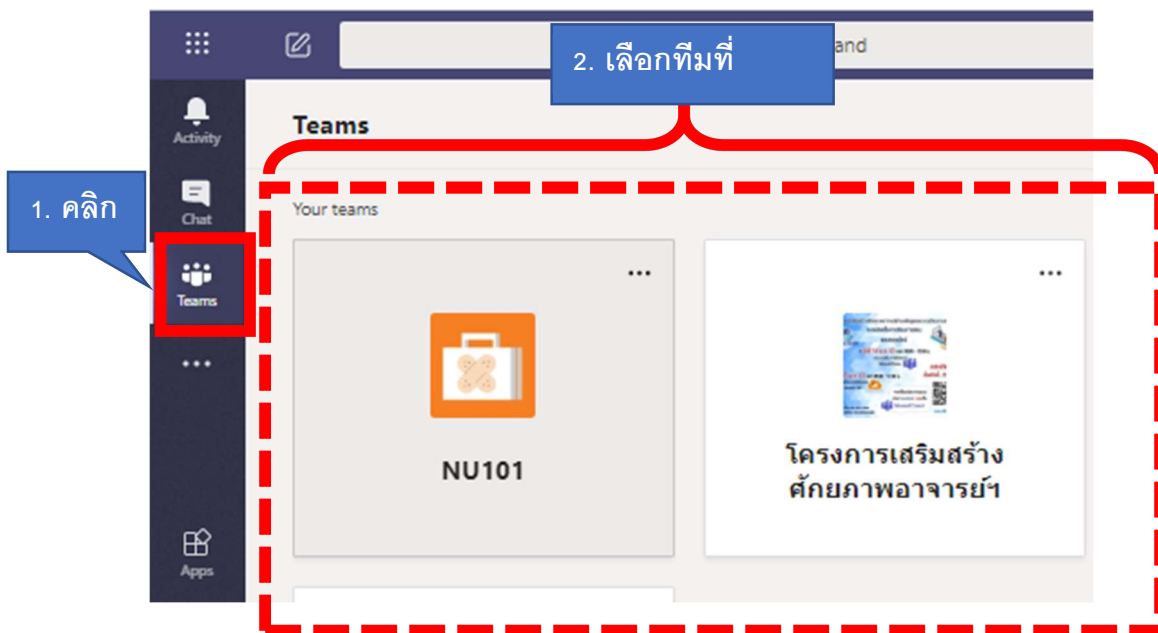 2. เลือกทีมที่
and
Activity
Teams
1. คลิก
Chat
Your teams
Teams
NU101
โครงการเสริมสร้าง
ศักยภาพอาจารย์ฯ
Apps